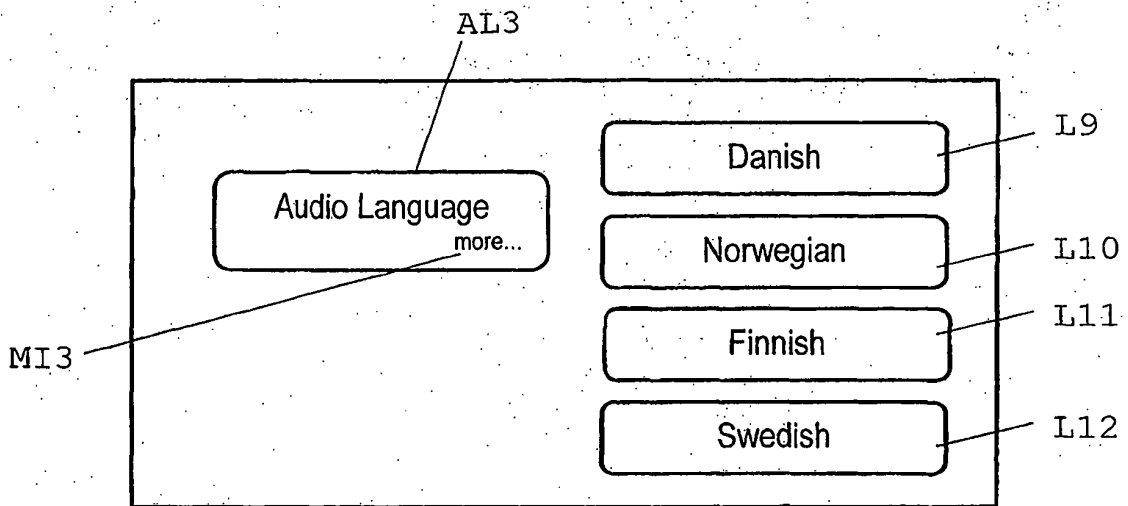 AL3
Danish
L9
Audio Language
more...
Norwegian
L10
MI3
Finnish
L11
Swedish
L12